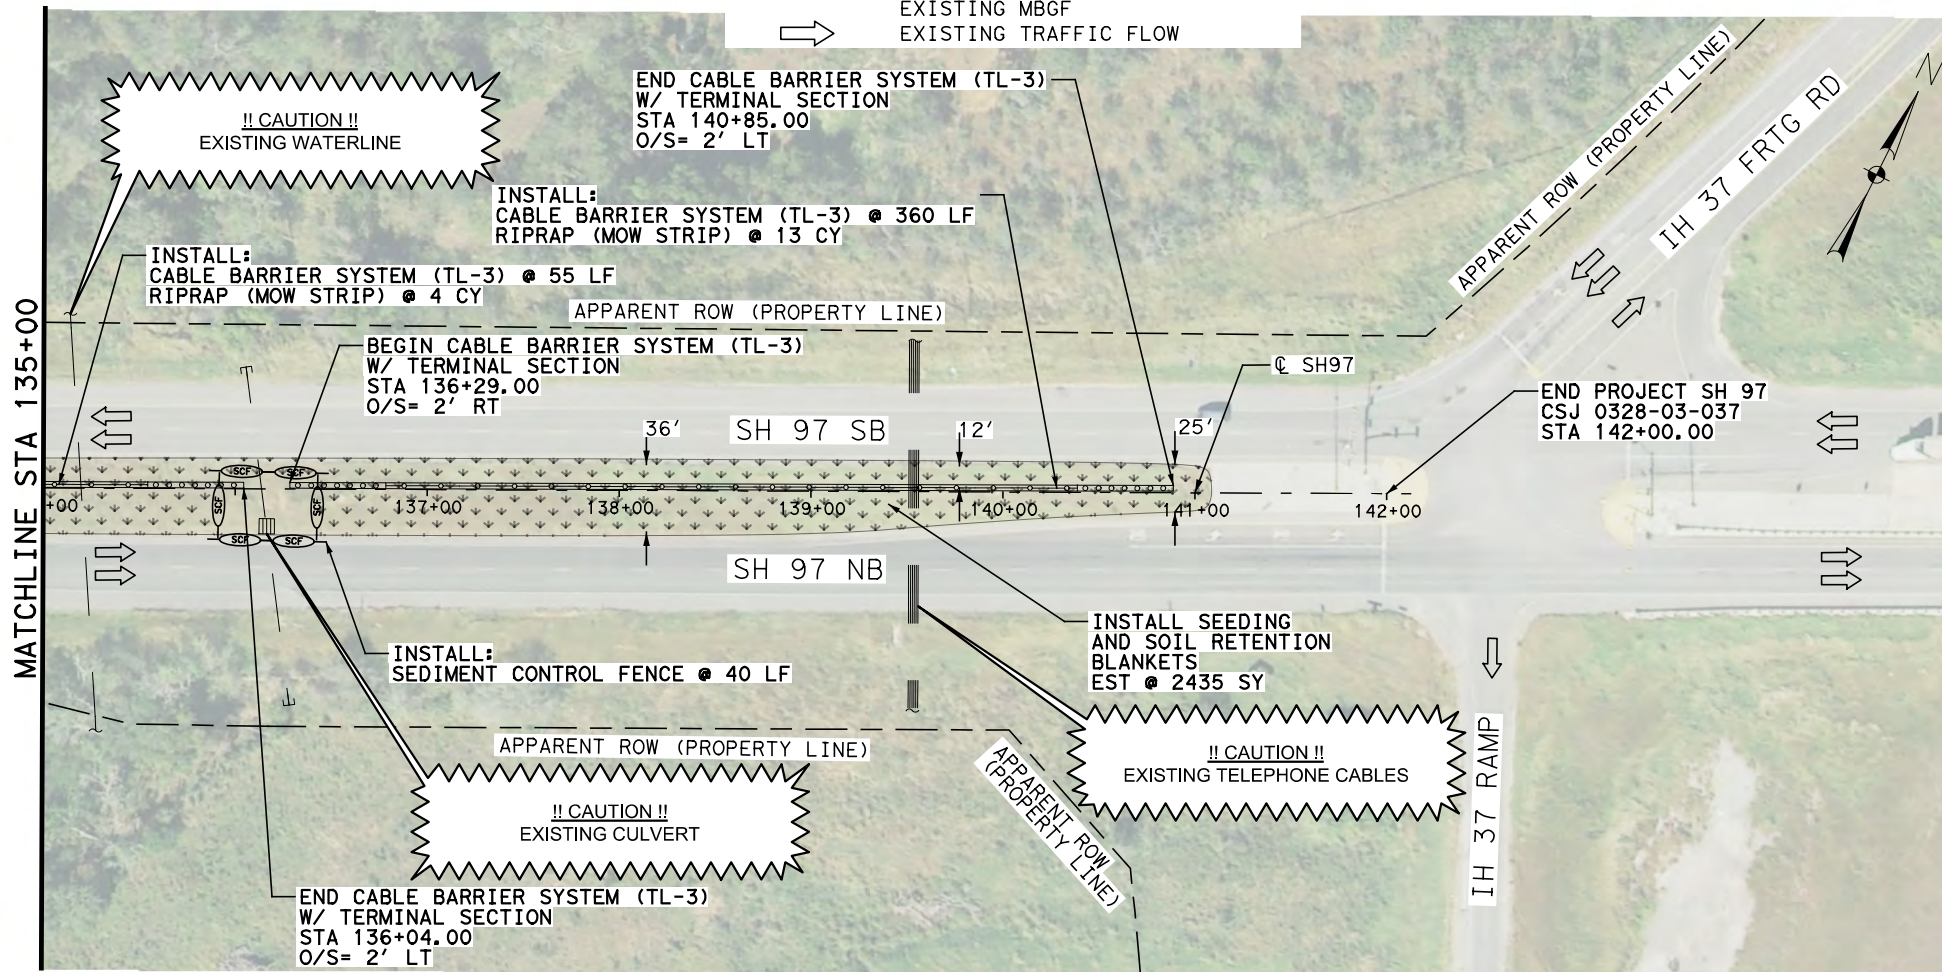 EXISTING MBGF
EXISTING TRAFFIC FLOW
!! CAUTION !!
EXISTING WATERLINE
END CABLE BARRIER SYSTEM (TL-3)
W/ TERMINAL SECTION
STA 140+85.00
O/S= 2' LT
INSTALL:
CABLE BARRIER SYSTEM (TL-3) @ 360 LF
RIPRAP (MOW STRIP) @ 13 CY
INSTALL:
CABLE BARRIER SYSTEM (TL-3) @ 55 LF
RIPRAP (MOW STRIP) @ 4 CY
APPARENT ROW (PROPERTY LINE)
APPARENT ROW (PROPERTY LINE)
IH 37 FRTG RD
N
MATCHLINE STA 135+00
BEGIN CABLE BARRIER SYSTEM (TL-3)
W/ TERMINAL SECTION
STA 136+29.00
O/S= 2' RT
℄ SH97
END PROJECT SH 97
CSJ 0328-03-037
STA 142+00.00
36'
SH 97 SB
12'
25'
SCF
SCF
SCF
SCF
SCF
SCF
+00
137+00
138+00
139+00
140+00
141+00
142+00
SH 97 NB
INSTALL:
SEDIMENT CONTROL FENCE @ 40 LF
INSTALL SEEDING
AND SOIL RETENTION
BLANKETS
EST @ 2435 SY
APPARENT ROW (PROPERTY LINE)
APPARENT ROW
(PROPERTY LINE)
!! CAUTION !!
EXISTING TELEPHONE CABLES
IH 37 RAMP
!! CAUTION !!
EXISTING CULVERT
END CABLE BARRIER SYSTEM (TL-3)
W/ TERMINAL SECTION
STA 136+04.00
O/S= 2' LT